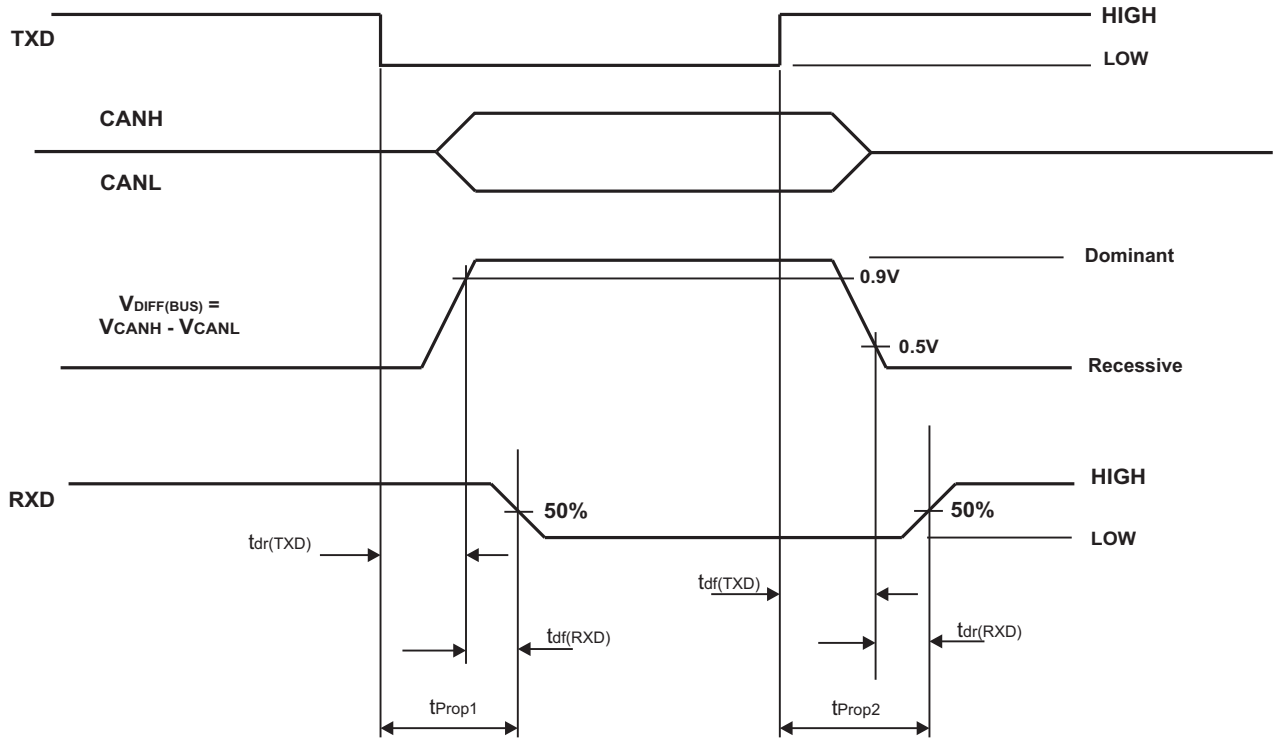 HIGH
TXD
LOW
CANH
CANL
Dominant
0.9V
VDIFF(BUS) =
VCANH - VCANL
0.5V
Recessive
HIGH
RXD
50%
50%
LOW
tdr(TXD)
tdf(TXD)
tdf(RXD)
tdr(RXD)
tProp1
tProp2